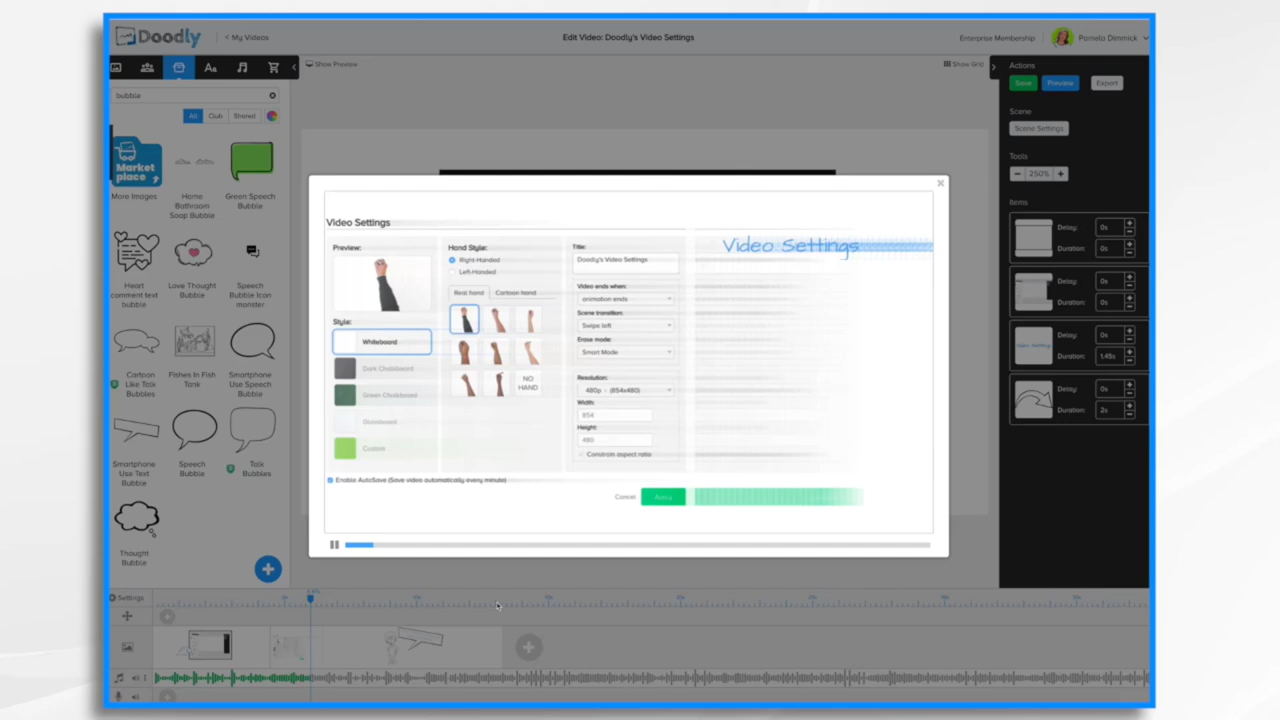 Doodly
< My Videos
Edit Video: Doodly's Video Settings
Enterprise Membership
Pamela Dimmick
Aa
Show Preview
Show Grid
bubble
All
Club
Shared
Market
place
More Images
Home
Bathroom
Soap Bubble
Green Speech
Bubble
Heart
comment text
bubble
Love Thought
Bubble
Speech
Bubble Icon
monster
Cartoon
Like Talk
Bubbles
Fishes In Fish
Tank
Smartphone
Use Speech
Bubble
Smartphone
Use Text
Bubble
Speech
Bubble
Talk
Bubbles
Thought
Bubble
Video Settings
Preview:
Style:
Whiteboard
Dark Chalkboard
Green Chalkboard
Glassboard
Custom
Hand Style:
Right-Handed
Left-Handed
Real hand
Cartoon hand
NO
HAND
Title:
Doodly's Video Settings
Video ends when:
animation ends
Scene transition:
Swipe left
Erase mode:
Smart Mode
Resolution:
480p - (854x480)
Width:
854
Height:
480
Constrain aspect ratio
Video Settings
Enable AutoSave (Save video automatically every minute)
Cancel
Apply
Actions
Save
Preview
Export
Scene
Scene Settings
Tools
250%
Items
Delay:
0s
Duration:
0s
Delay:
0s
Duration:
0s
Video Settings
Delay:
0s
Duration:
1.45s
Delay:
0s
Duration:
2s
Settings